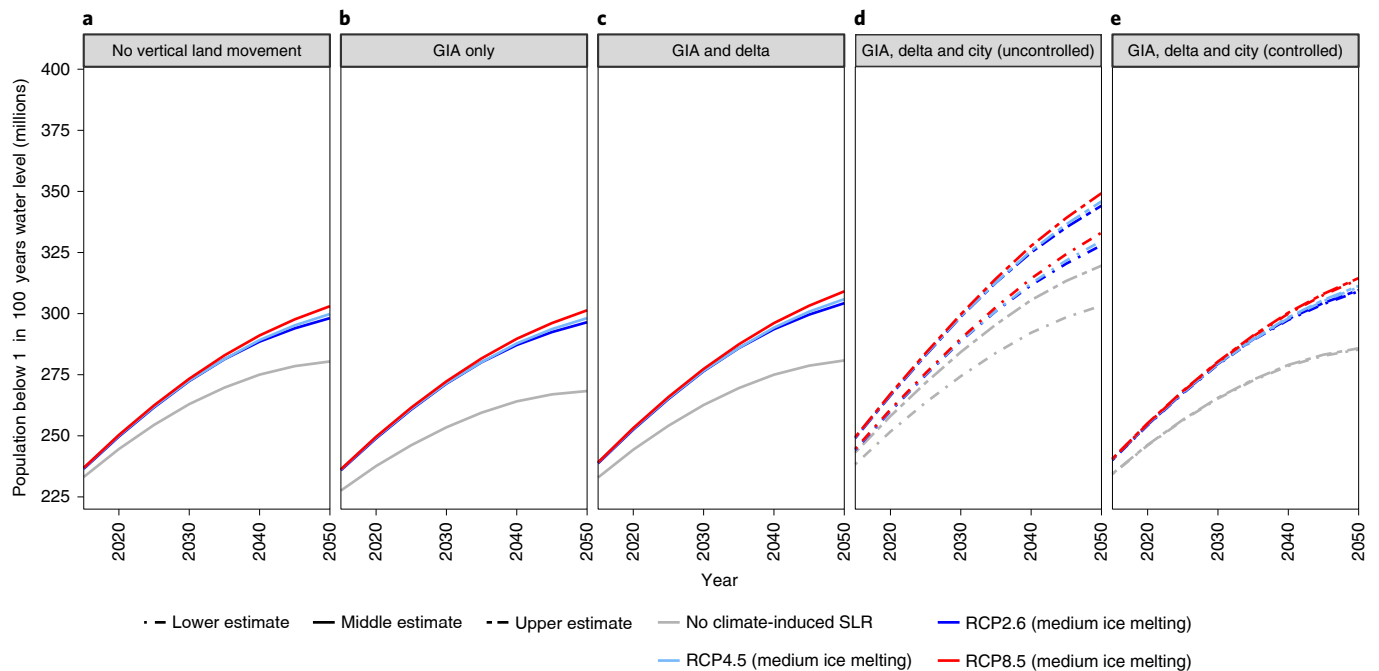 a b c d e
No vertical land movement GIA only GIA and delta GIA, delta and city (uncontrolled) GIA, delta and city (controlled)
Population below 1 in 100 years water level (millions)
400
375
350
325
300
275
250
225
2020 2030 2040 2050 2020 2030 2040 2050 2020 2030 2040 2050 2020 2030 2040 2050 2020 2030 2040 2050
Year
Lower estimate Middle estimate Upper estimate No climate-induced SLR RCP2.6 (medium ice melting)
RCP4.5 (medium ice melting) RCP8.5 (medium ice melting)